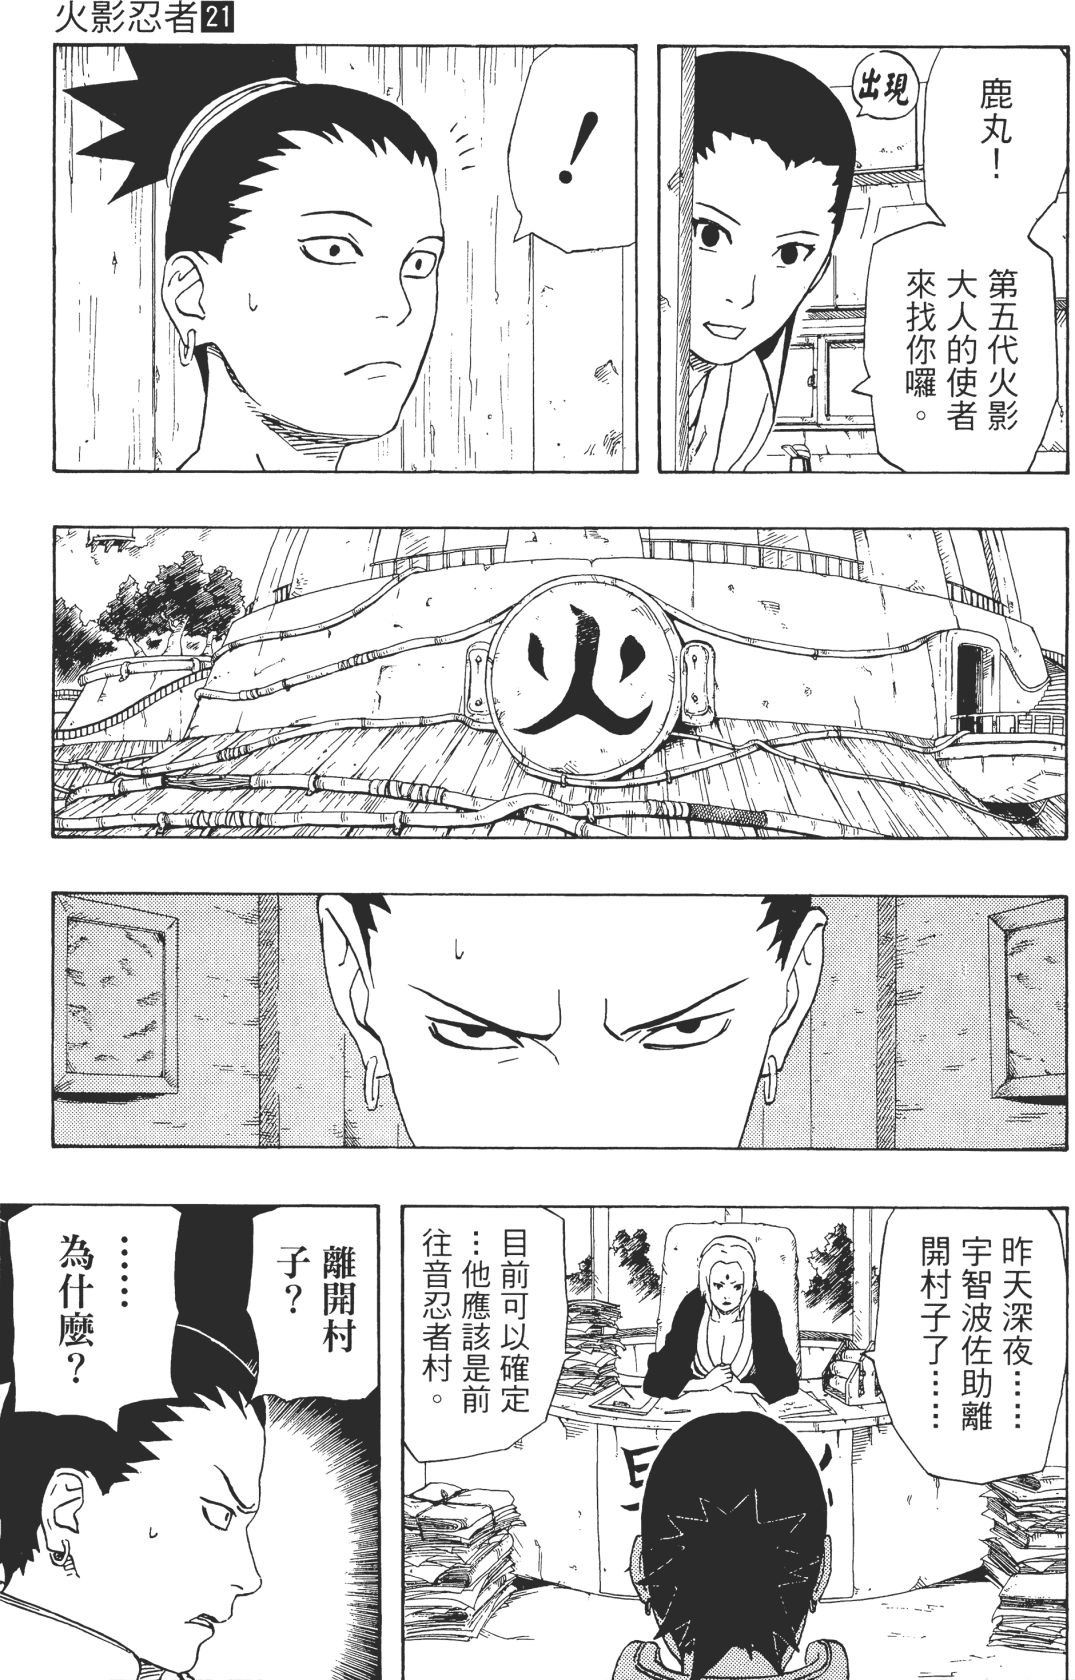 火影忍者21
出現
鹿丸！
第五代火影
大人的使者
來找你囉。
！
火
昨天深夜……
宇智波佐助離
開村子了……
目前可以確定
…他應該是前
往音忍者村。
離開村
子？
……
為什麼？